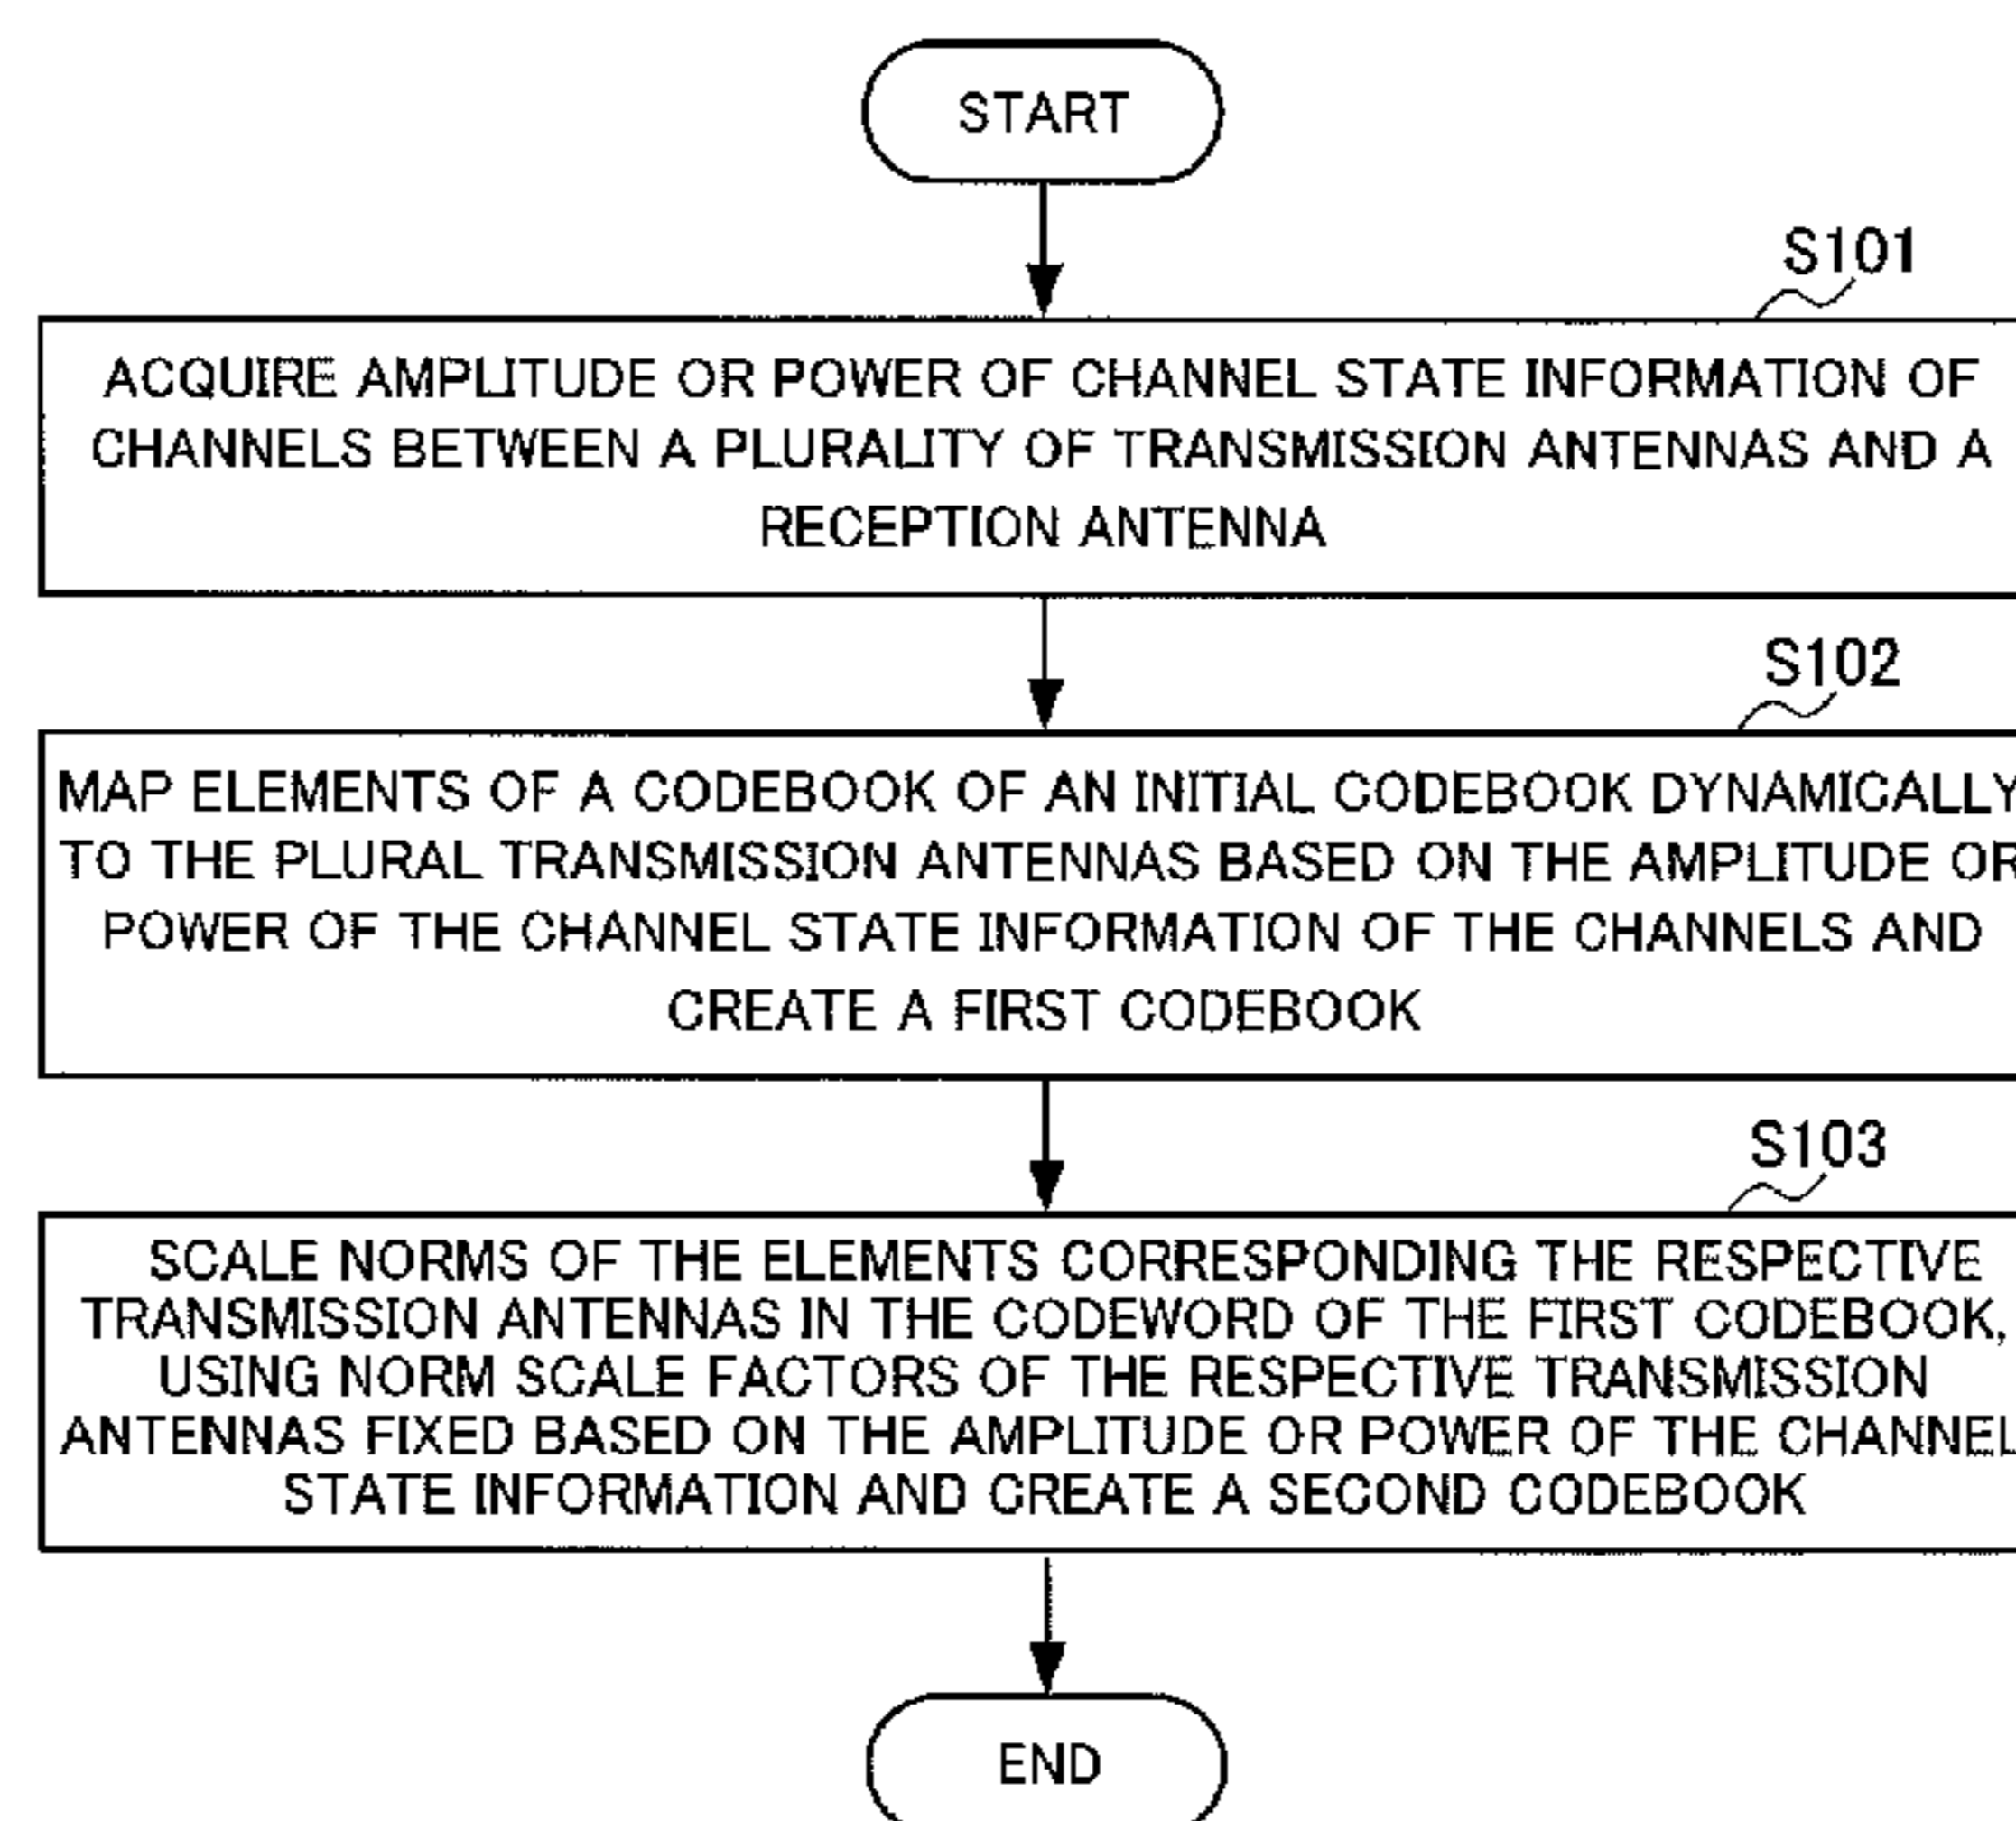 START
S101
ACQUIRE AMPLITUDE OR POWER OF CHANNEL STATE INFORMATION OF
CHANNELS BETWEEN A PLURALITY OF TRANSMISSION ANTENNAS AND A
RECEPTION ANTENNA
S102
MAP ELEMENTS OF A CODEBOOK OF AN INITIAL CODEBOOK DYNAMICALLY
TO THE PLURAL TRANSMISSION ANTENNAS BASED ON THE AMPLITUDE OR
POWER OF THE CHANNEL STATE INFORMATION OF THE CHANNELS AND
CREATE A FIRST CODEBOOK
S103
SCALE NORMS OF THE ELEMENTS CORRESPONDING THE RESPECTIVE
TRANSMISSION ANTENNAS IN THE CODEWORD OF THE FIRST CODEBOOK,
USING NORM SCALE FACTORS OF THE RESPECTIVE TRANSMISSION
ANTENNAS FIXED BASED ON THE AMPLITUDE OR POWER OF THE CHANNEL
STATE INFORMATION AND CREATE A SECOND CODEBOOK
END